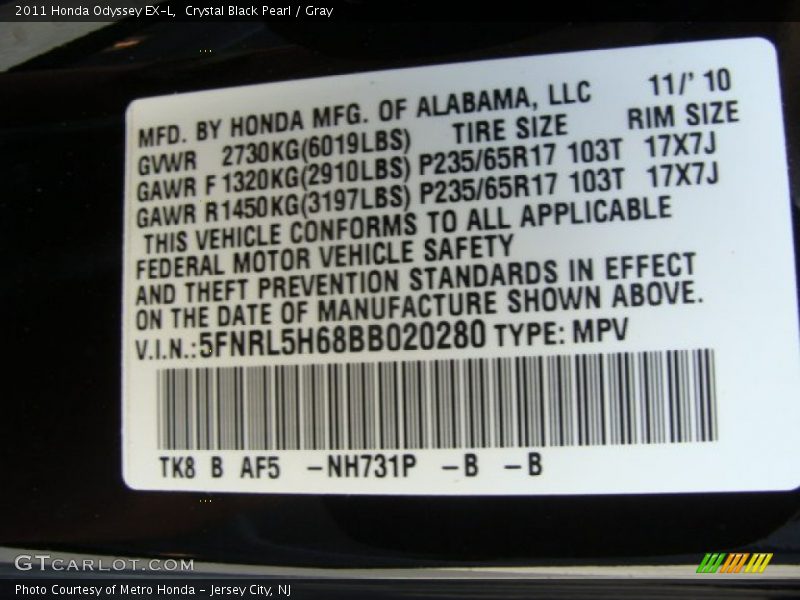 2011 Honda Odyssey EX-L,  Crystal Black Pearl / Gray
MFD. BY HONDA MFG. OF ALABAMA, LLC 11/' 10
GVWR 2730KG(6019LBS) TIRE SIZE RIM SIZE
GAWR F 1320KG(2910LBS) P235/65R17 103T 17X7J
GAWR R 1450KG(3197LBS) P235/65R17 103T 17X7J
THIS VEHICLE CONFORMS TO ALL APPLICABLE
FEDERAL MOTOR VEHICLE SAFETY
AND THEFT PREVENTION STANDARDS IN EFFECT
ON THE DATE OF MANUFACTURE SHOWN ABOVE.
V.I.N.:5FNRL5H68BB020280 TYPE: MPV
TK8 B AF5 -NH731P -B -B
GTCARLOT.COM
Photo Courtesy of Metro Honda - Jersey City, NJ